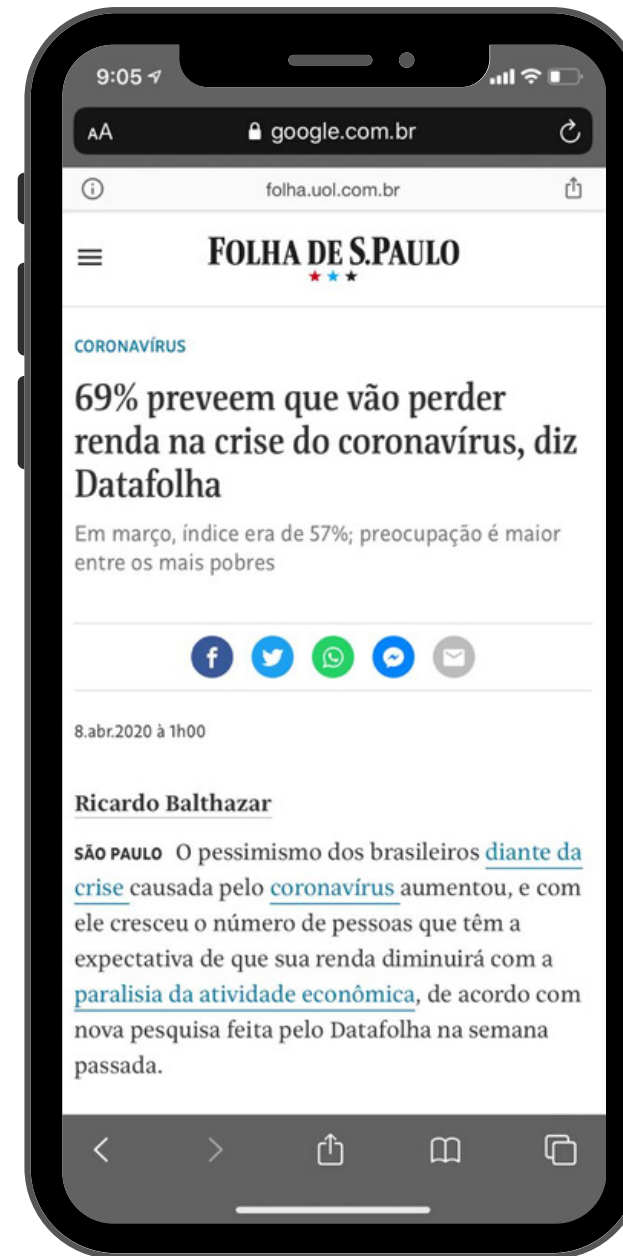 9:05
AA google.com.br
folha.uol.com.br
FOLHA DE S.PAULO
CORONAVÍRUS
69% preveem que vão perder
renda na crise do coronavírus, diz
Datafolha
Em março, índice era de 57%; preocupação é maior
entre os mais pobres
8.abr.2020 à 1h00
Ricardo Balthazar
SÃO PAULO O pessimismo dos brasileiros diante da
crise causada pelo coronavírus aumentou, e com
ele cresceu o número de pessoas que têm a
expectativa de que sua renda diminuirá com a
paralisia da atividade econômica, de acordo com
nova pesquisa feita pelo Datafolha na semana
passada.